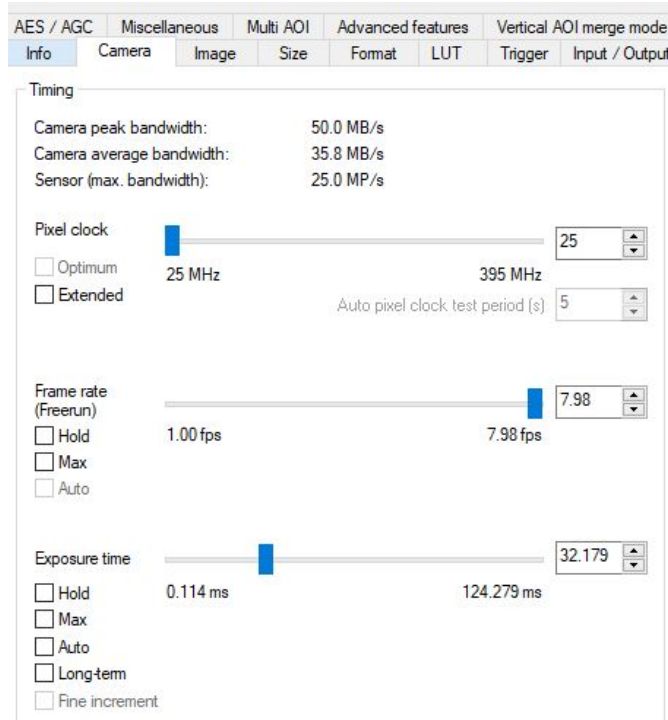 AES / AGC Miscellaneous Multi AOI Advanced features Vertical AOI merge mode
Info Camera Image Size Format LUT Trigger Input / Output
Timing
Camera peak bandwidth: 50.0 MB/s
Camera average bandwidth: 35.8 MB/s
Sensor (max. bandwidth): 25.0 MP/s
Pixel clock 25
Optimum 25 MHz 395 MHz
Extended Auto pixel clock test period (s) 5
Frame rate
(Freerun) 7.98
Hold 1.00 fps 7.98 fps
Max
Auto
Exposure time 32.179
Hold 0.114 ms 124.279 ms
Max
Auto
Long-term
Fine increment